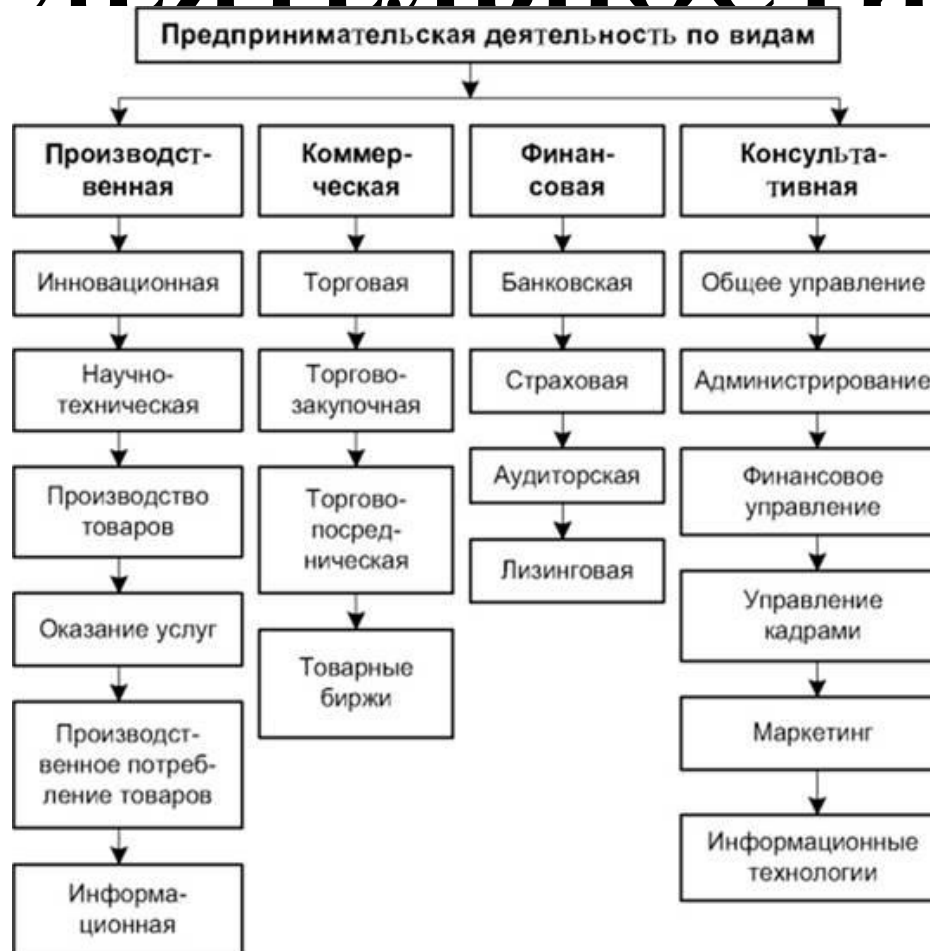 Предпринимательская деятельность по видам
Производст-
венная
Коммер-
ческая
Финан-
совая
Консульта-
тивная
Инновационная
Торговая
Банковская
Общее управление
Научно-
техническая
Торгово-
закупочная
Страховая
Администрирование
Производство
товаров
Торгово-
посред-
ническая
Аудиторская
Финансовое
управление
Лизинговая
Оказание услуг
Управление
кадрами
Товарные
биржи
Производст-
венное потреб-
ление товаров
Маркетинг
Информационные
технологии
Информа-
ционная